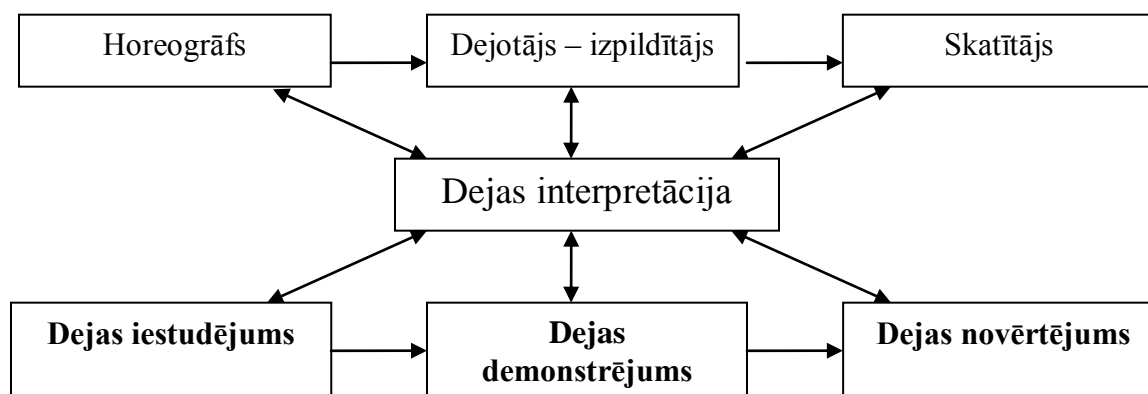 Horeogrāfs
Dejotājs – izpildītājs
Skatītājs
Dejas interpretācija
Dejas iestudējums
Dejas
demonstrējums
Dejas novērtējums